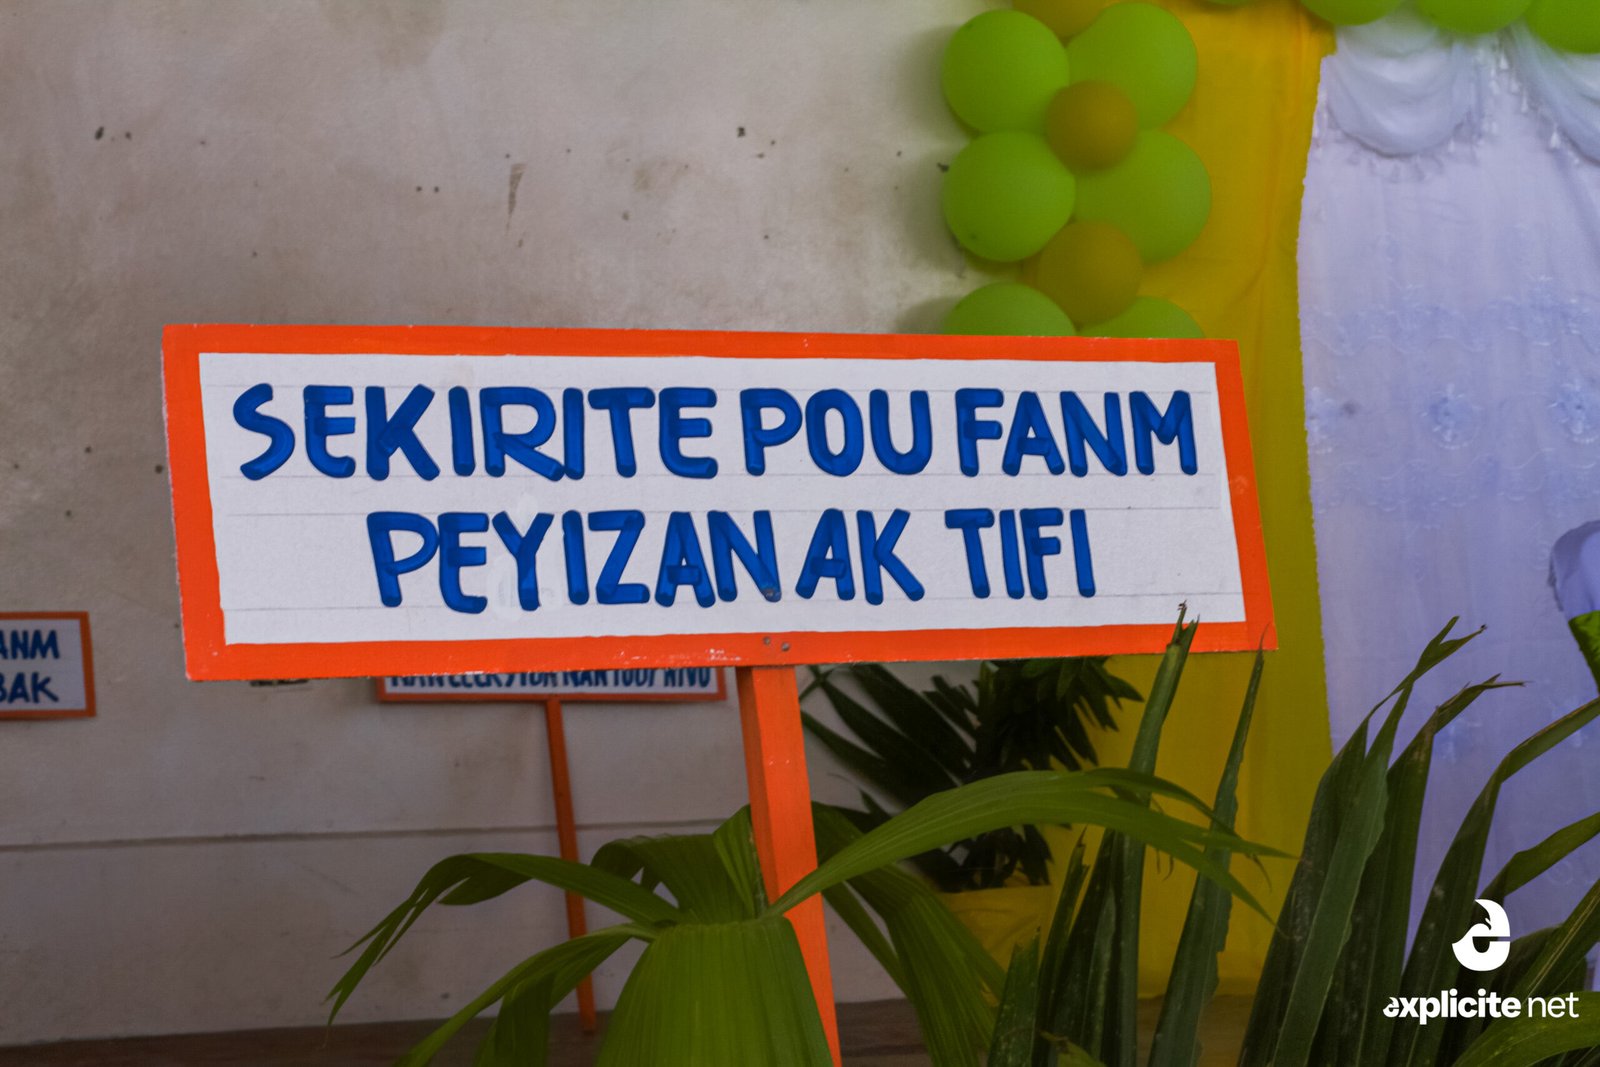 SEKIRITE POU FANM
PEYIZAN AK TIFI
ANM
BAK
explicite net